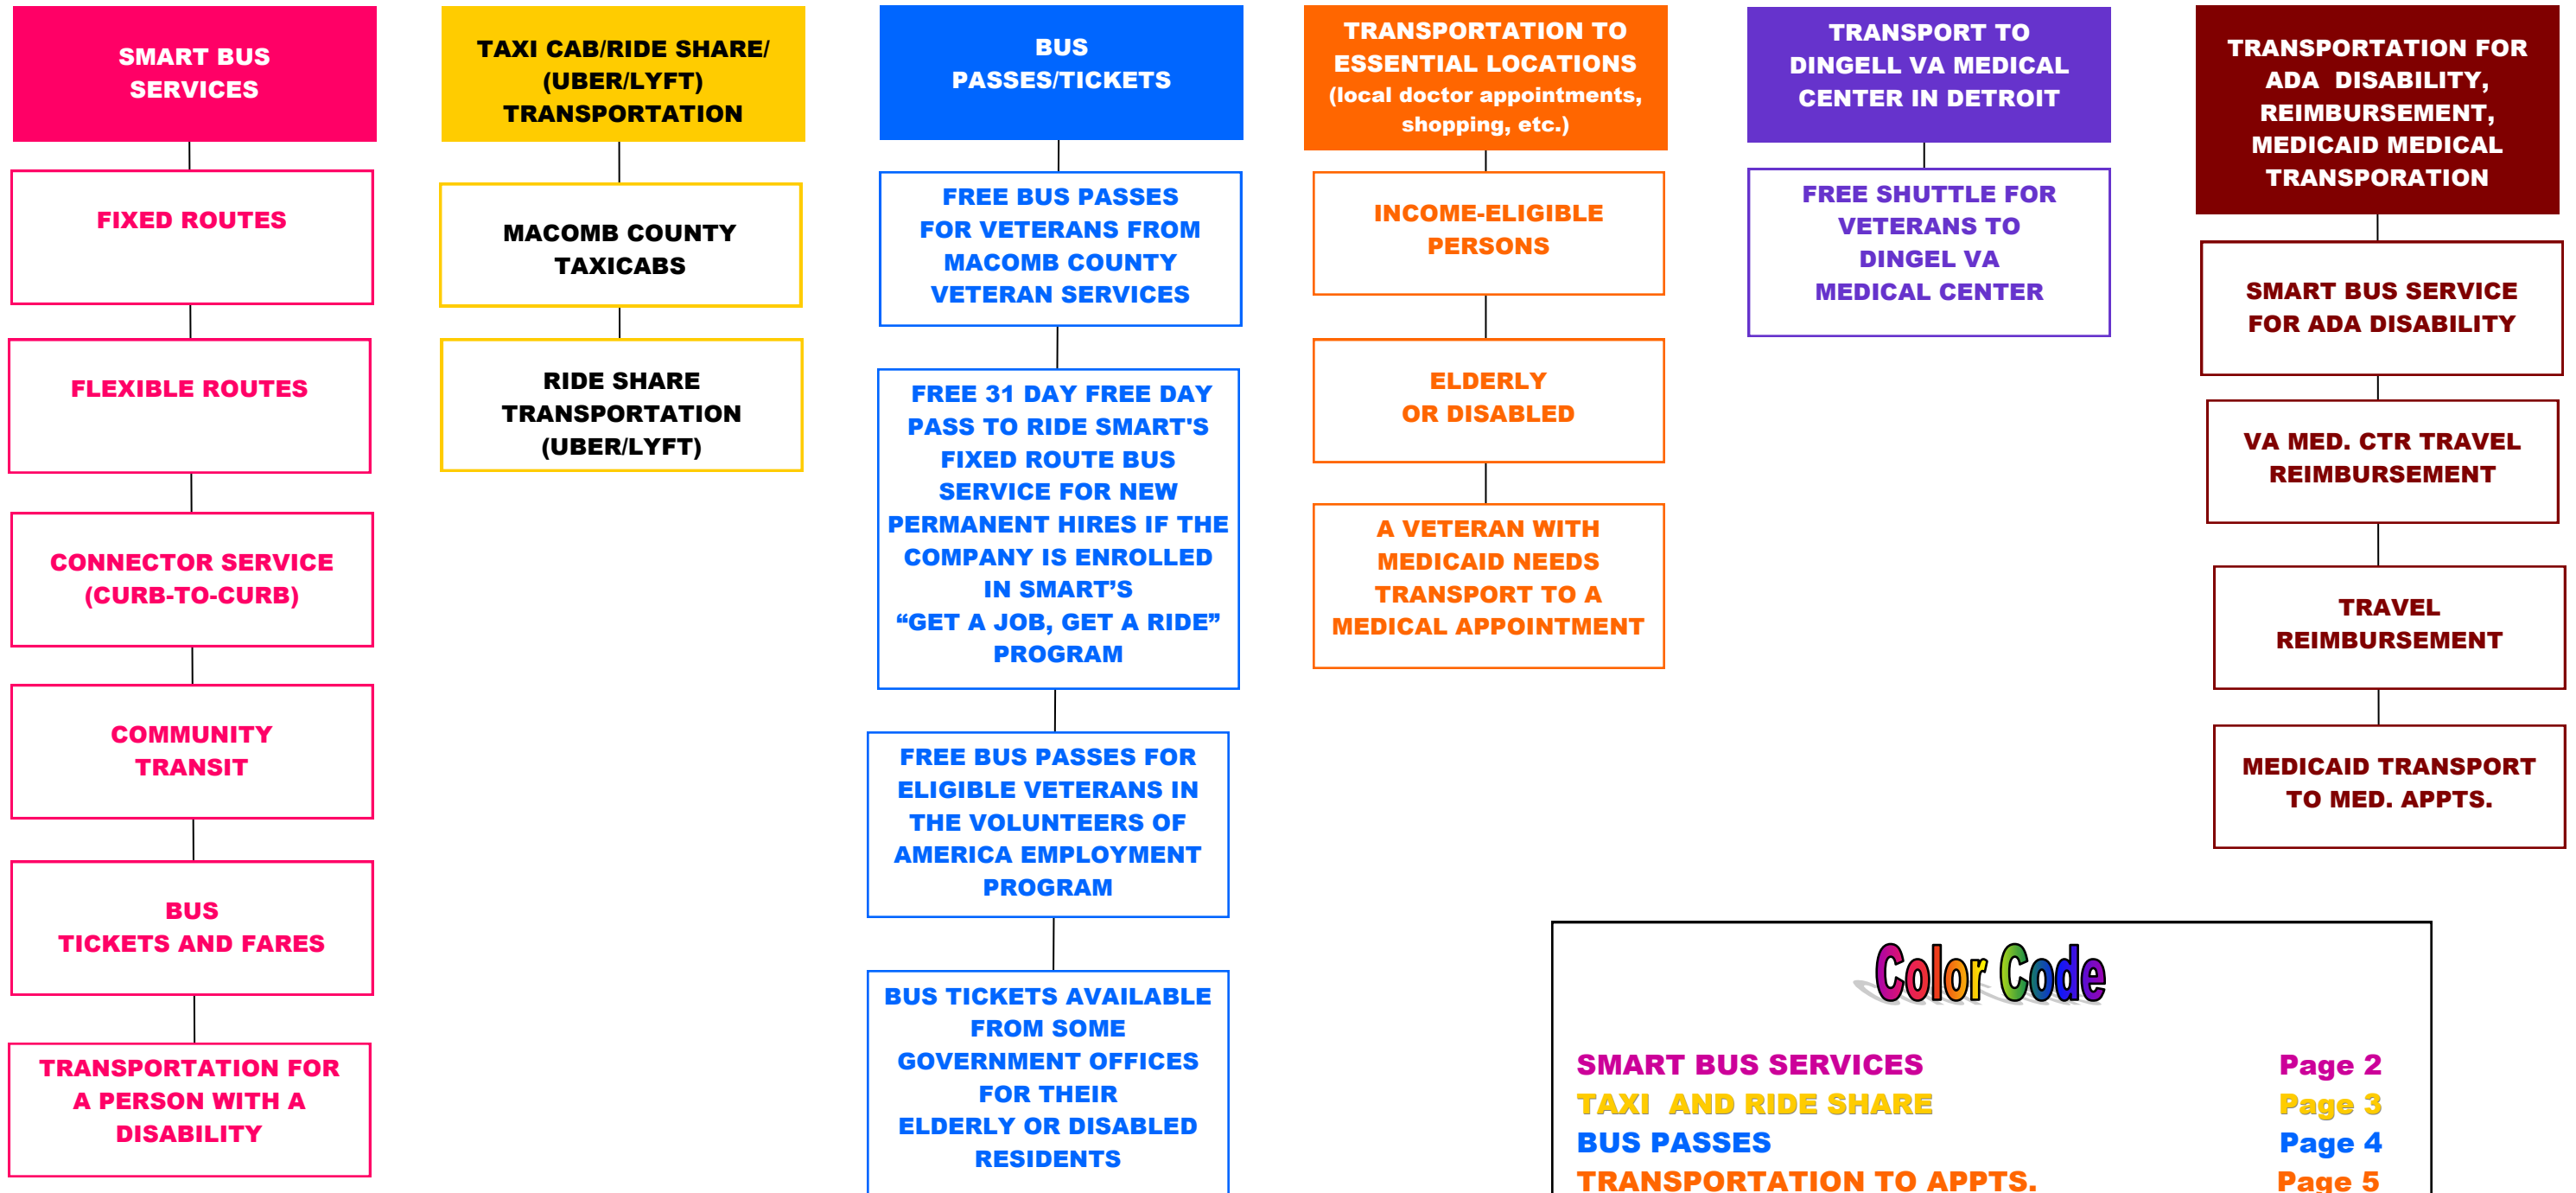 SMART BUS
SERVICES
FIXED ROUTES
FLEXIBLE ROUTES
CONNECTOR SERVICE
(CURB-TO-CURB)
COMMUNITY
TRANSIT
BUS
TICKETS AND FARES
TRANSPORTATION FOR
A PERSON WITH A
DISABILITY
TAXI CAB/RIDE SHARE/
(UBER/LYFT)
TRANSPORTATION
MACOMB COUNTY
TAXICABS
RIDE SHARE
TRANSPORTATION
(UBER/LYFT)
BUS
PASSES/TICKETS
FREE BUS PASSES
FOR VETERANS FROM
MACOMB COUNTY
VETERAN SERVICES
FREE 31 DAY FREE DAY
PASS TO RIDE SMART'S
FIXED ROUTE BUS
SERVICE FOR NEW
PERMANENT HIRES IF THE
COMPANY IS ENROLLED
IN SMART’S
“GET A JOB, GET A RIDE”
PROGRAM
FREE BUS PASSES FOR
ELIGIBLE VETERANS IN
THE VOLUNTEERS OF
AMERICA EMPLOYMENT
PROGRAM
BUS TICKETS AVAILABLE
FROM SOME
GOVERNMENT OFFICES
FOR THEIR
ELDERLY OR DISABLED
RESIDENTS
TRANSPORTATION TO
ESSENTIAL LOCATIONS
(local doctor appointments,
shopping, etc.)
INCOME-ELIGIBLE
PERSONS
ELDERLY
OR DISABLED
A VETERAN WITH
MEDICAID NEEDS
TRANSPORT TO A
MEDICAL APPOINTMENT
TRANSPORT TO
DINGELL VA MEDICAL
CENTER IN DETROIT
FREE SHUTTLE FOR
VETERANS TO
DINGEL VA
MEDICAL CENTER
TRANSPORTATION FOR
ADA DISABILITY,
REIMBURSEMENT,
MEDICAID MEDICAL
TRANSPORATION
SMART BUS SERVICE
FOR ADA DISABILITY
VA MED. CTR TRAVEL
REIMBURSEMENT
TRAVEL
REIMBURSEMENT
MEDICAID TRANSPORT
TO MED. APPTS.
Color Code
SMART BUS SERVICES Page 2
TAXI AND RIDE SHARE Page 3
BUS PASSES Page 4
TRANSPORTATION TO APPTS. Page 5